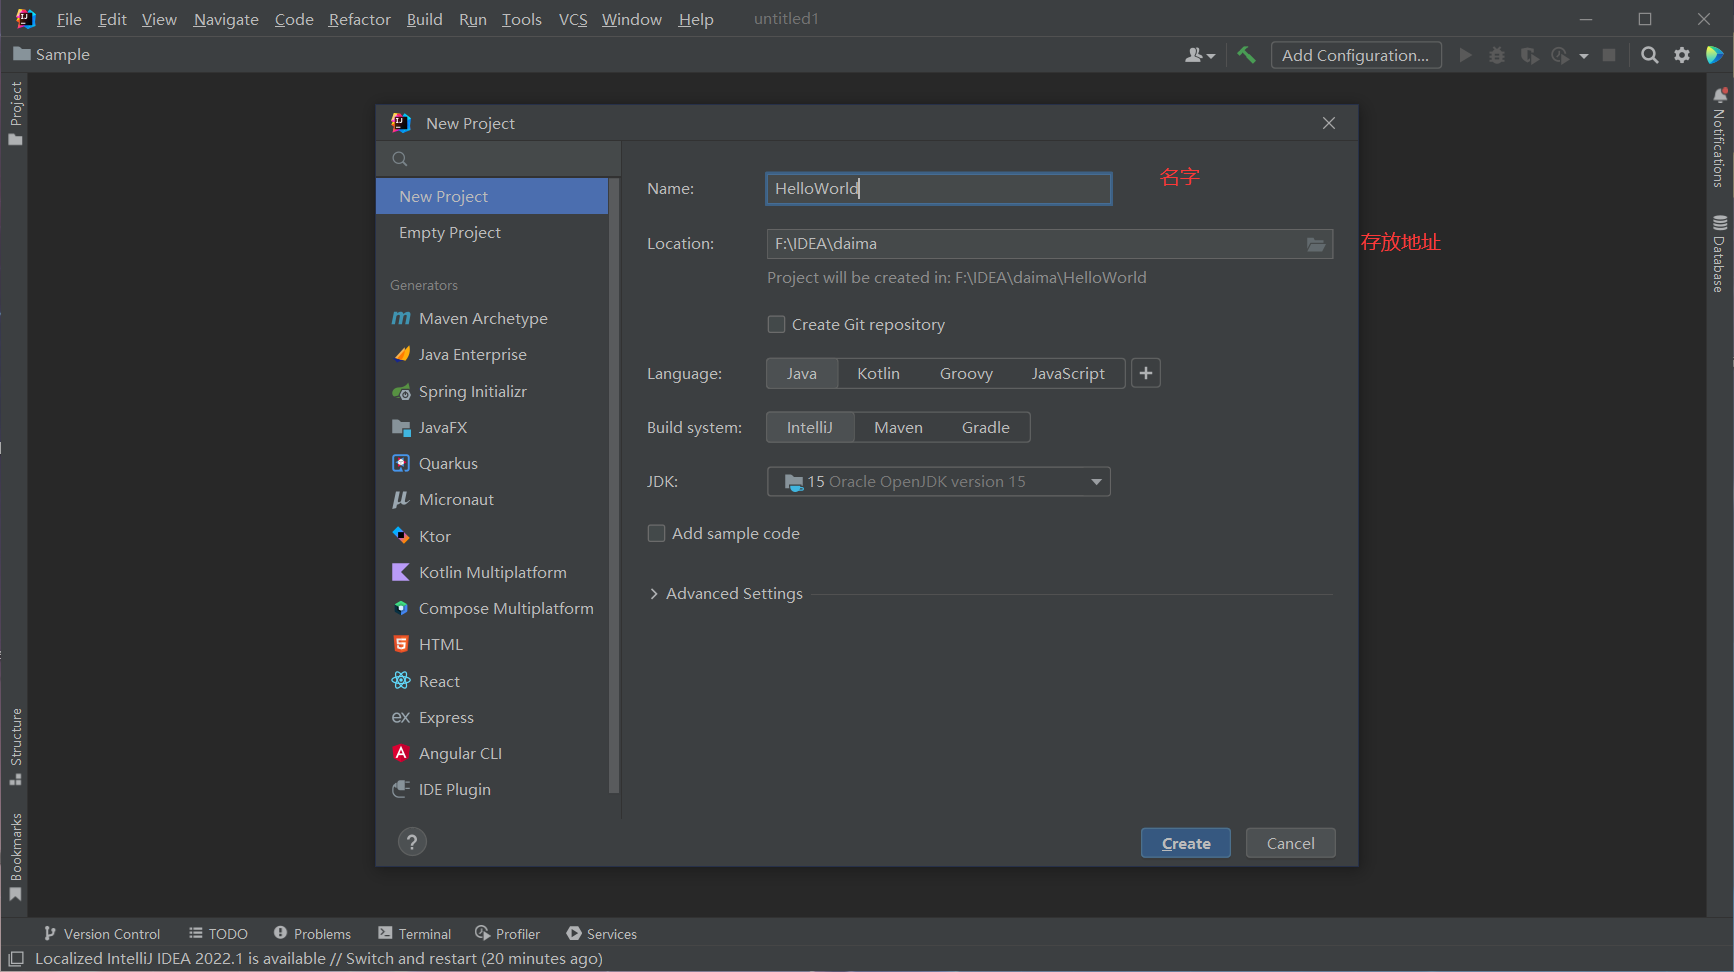 File Edit View Navigate Code Refactor Build Run Tools VCS Window Help untitled1
Sample Add Configuration...
Project
Structure
Bookmarks
New Project
New Project
Empty Project
Generators
Maven Archetype
Java Enterprise
Spring Initializr
JavaFX
Quarkus
Micronaut
Ktor
Kotlin Multiplatform
Compose Multiplatform
HTML
React
ex Express
Angular CLI
IDE Plugin
Name: HelloWorld 名字
Location: F:\IDEA\daima 存放地址
Project will be created in: F:\IDEA\daima\HelloWorld
Create Git repository
Language: Java Kotlin Groovy JavaScript +
Build system: IntelliJ Maven Gradle
JDK: 15 Oracle OpenJDK version 15
Add sample code
Advanced Settings
? Create Cancel
Notifications
Database
Version Control TODO Problems Terminal Profiler Services
Localized IntelliJ IDEA 2022.1 is available // Switch and restart (20 minutes ago)